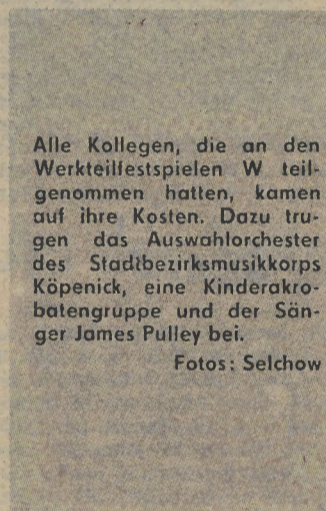 Alle Kollegen, die an den
Werkteilfestspielen W teil-
genommen hatten, kamen
auf ihre Kosten. Dazu tru-
gen das Auswahlorchester
des Stadtbezirksmusikkorps
Köpenick, eine Kinderakro-
batengruppe und der Sän-
ger James Pulley bei.
Fotos: Selchow